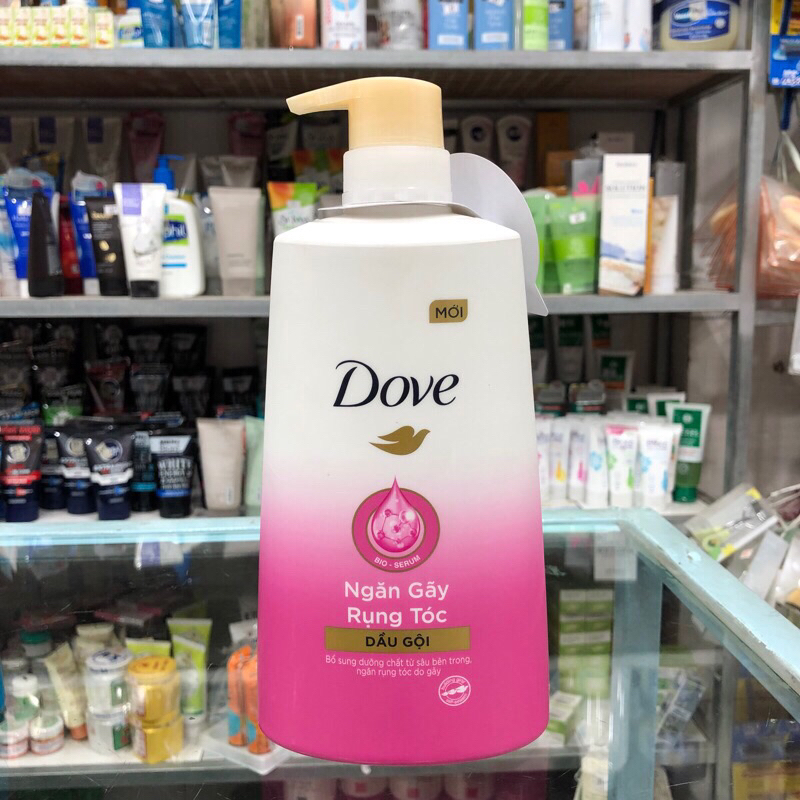 MỚI
Dove
BIO - SERUM
Ngăn Gãy
Rụng Tóc
DẦU GỘI
Bổ sung dưỡng chất từ sâu bên trong,
ngăn rụng tóc do gãy